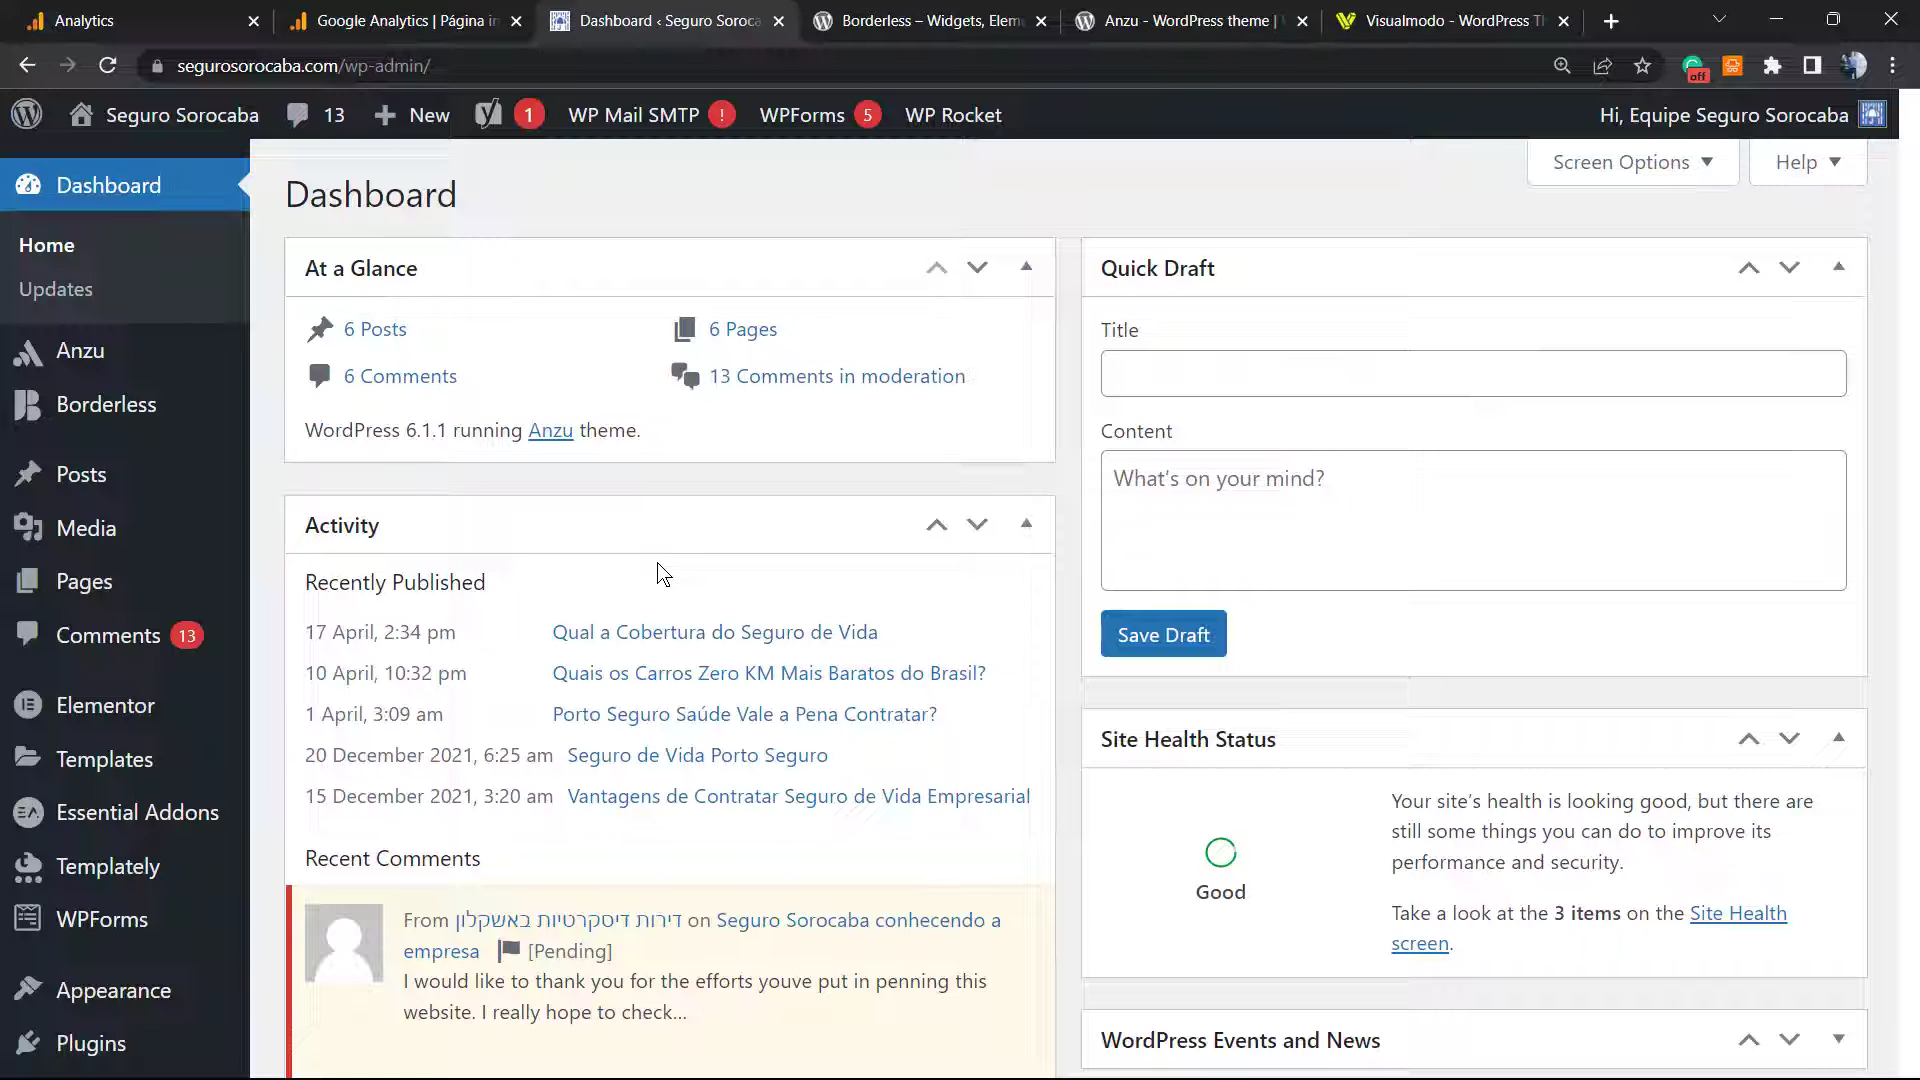 Analytics
Google Analytics | Página in
Dashboard ‹ Seguro Soroca
Borderless – Widgets, Elem
Anzu - WordPress theme |
Visualmodo - WordPress Th
segurosorocaba.com/wp-admin/
off
Seguro Sorocaba
13
New
1
WP Mail SMTP !
WPForms 5
WP Rocket
Hi, Equipe Seguro Sorocaba
Dashboard
Home
Updates
Anzu
Borderless
Posts
Media
Pages
Comments 13
Elementor
Templates
Essential Addons
Templately
WPForms
Appearance
Plugins
Screen Options
Help
Dashboard
At a Glance
6 Posts
6 Pages
6 Comments
13 Comments in moderation
WordPress 6.1.1 running Anzu theme.
Activity
Recently Published
17 April, 2:34 pm Qual a Cobertura do Seguro de Vida
10 April, 10:32 pm Quais os Carros Zero KM Mais Baratos do Brasil?
1 April, 3:09 am Porto Seguro Saúde Vale a Pena Contratar?
20 December 2021, 6:25 am Seguro de Vida Porto Seguro
15 December 2021, 3:20 am Vantagens de Contratar Seguro de Vida Empresarial
Recent Comments
From דירות דיסקרטיות באשקלון on Seguro Sorocaba conhecendo a
empresa [Pending]
I would like to thank you for the efforts youve put in penning this
website. I really hope to check…
Quick Draft
Title
Content
What's on your mind?
Save Draft
Site Health Status
Good
Your site's health is looking good, but there are
still some things you can do to improve its
performance and security.
Take a look at the 3 items on the Site Health
screen.
WordPress Events and News